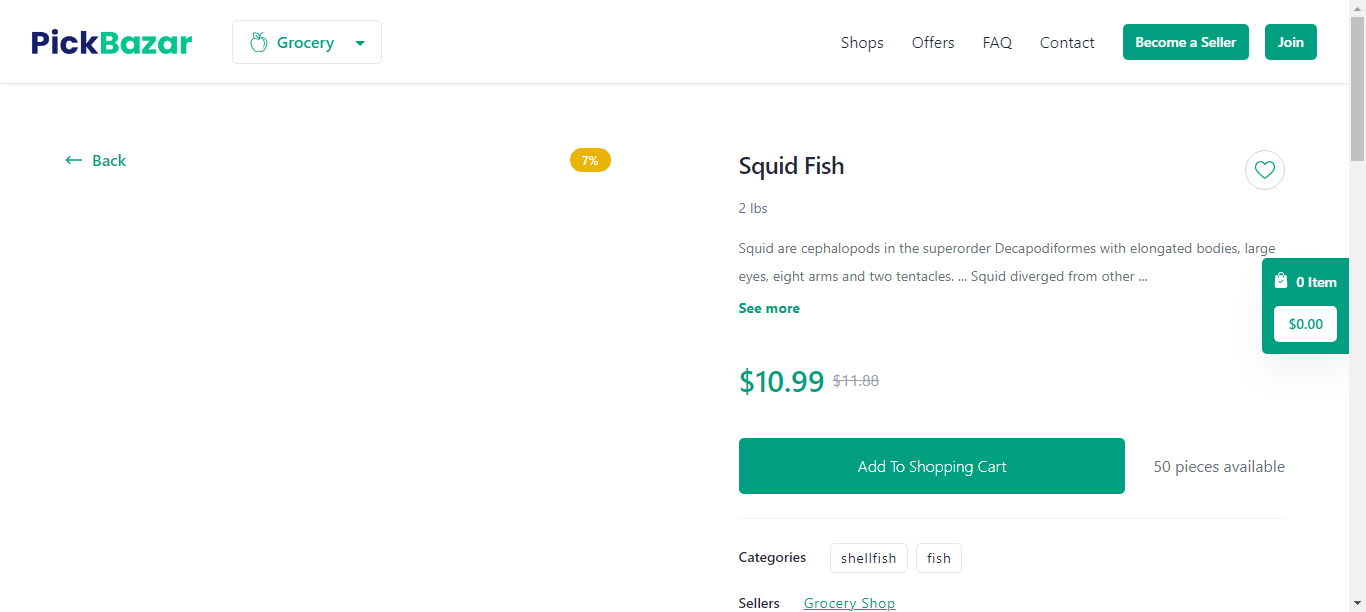 PickBazar
Grocery
Shops
Offers
FAQ
Contact
Become a Seller
Join
Back
7%
Squid Fish
2 lbs
Squid are cephalopods in the superorder Decapodiformes with elongated bodies, large
eyes, eight arms and two tentacles. ... Squid diverged from other ...
See more
0 Item
$0.00
$10.99 $11.88
Add To Shopping Cart
50 pieces available
Categories
shellfish
fish
Sellers
Grocery Shop